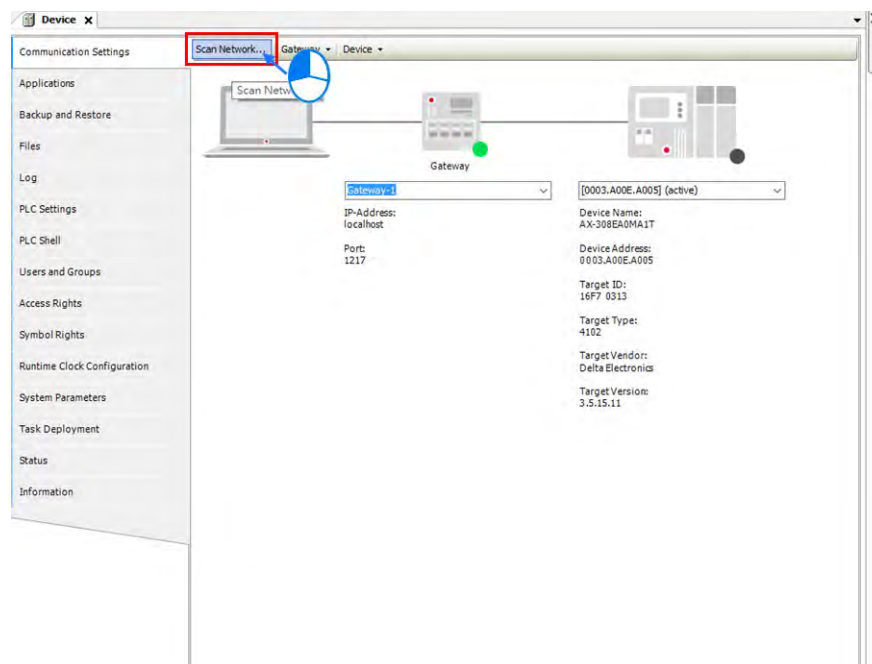 Device
Communication Settings
Applications
Backup and Restore
Files
Log
PLC Settings
PLC Shell
Users and Groups
Access Rights
Symbol Rights
Runtime Clock Configuration
System Parameters
Task Deployment
Status
Information
Scan Network... Gateway Device
Scan Netw
Gateway
Gateway-1
IP-Address:
localhost
Port:
1217
[0003.A00E.A005] (active)
Device Name:
AX-308EA0MA1T
Device Address:
0003.A00E.A005
Target ID:
16F7 0313
Target Type:
4102
Target Vendor:
Delta Electronics
Target Version:
3.5.15.11